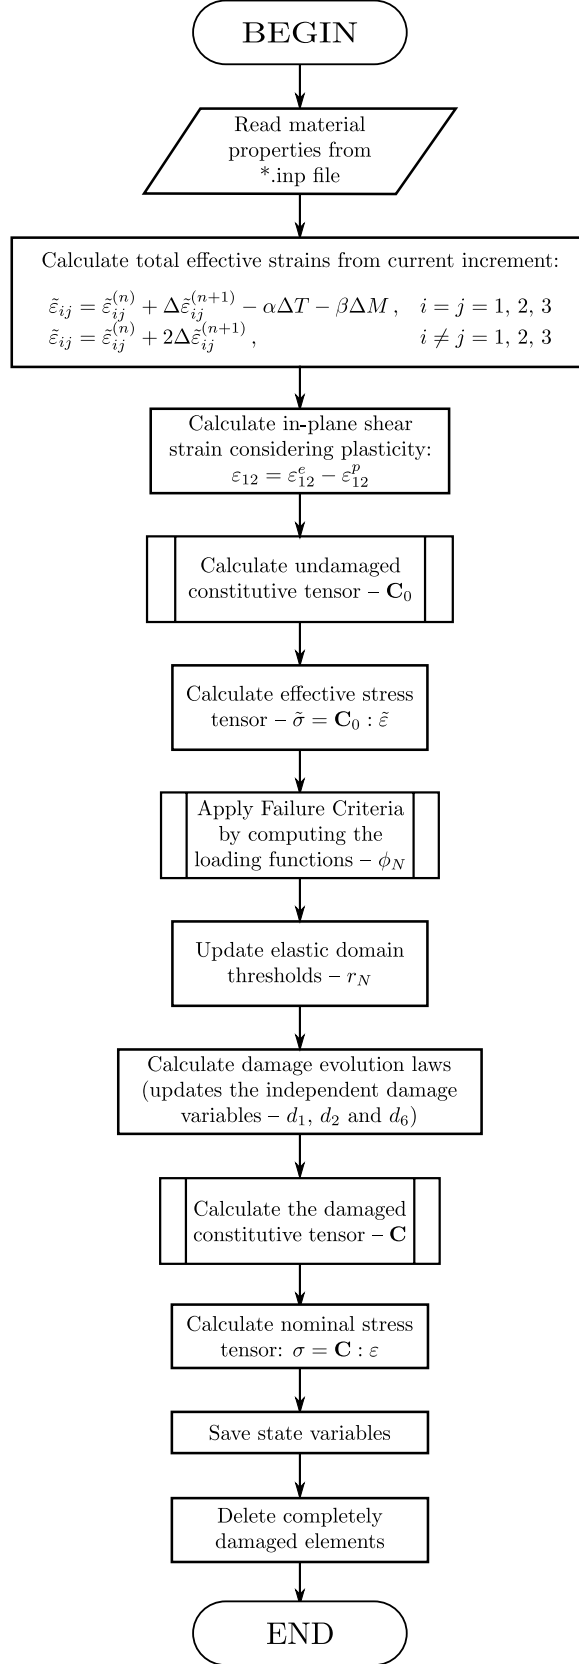 BEGIN
Read material
properties from
*.inp file
Calculate total effective strains from current increment:
ε̃ᵢⱼ = ε̃ᵢⱼ⁽ⁿ⁾ + Δε̃ᵢⱼ⁽ⁿ⁺¹⁾ − αΔT − βΔM , i = j = 1, 2, 3
ε̃ᵢⱼ = ε̃ᵢⱼ⁽ⁿ⁾ + 2Δε̃ᵢⱼ⁽ⁿ⁺¹⁾ , i ≠ j = 1, 2, 3
Calculate in-plane shear
strain considering plasticity:
ε₁₂ = ε₁₂ᵉ − ε₁₂ᵖ
Calculate undamaged
constitutive tensor – C₀
Calculate effective stress
tensor – σ̃ = C₀ : ε̃
Apply Failure Criteria
by computing the
loading functions – ϕ_N
Update elastic domain
thresholds – r_N
Calculate damage evolution laws
(updates the independent damage
variables – d₁, d₂ and d₆)
Calculate the damaged
constitutive tensor – C
Calculate nominal stress
tensor: σ = C : ε
Save state variables
Delete completely
damaged elements
END